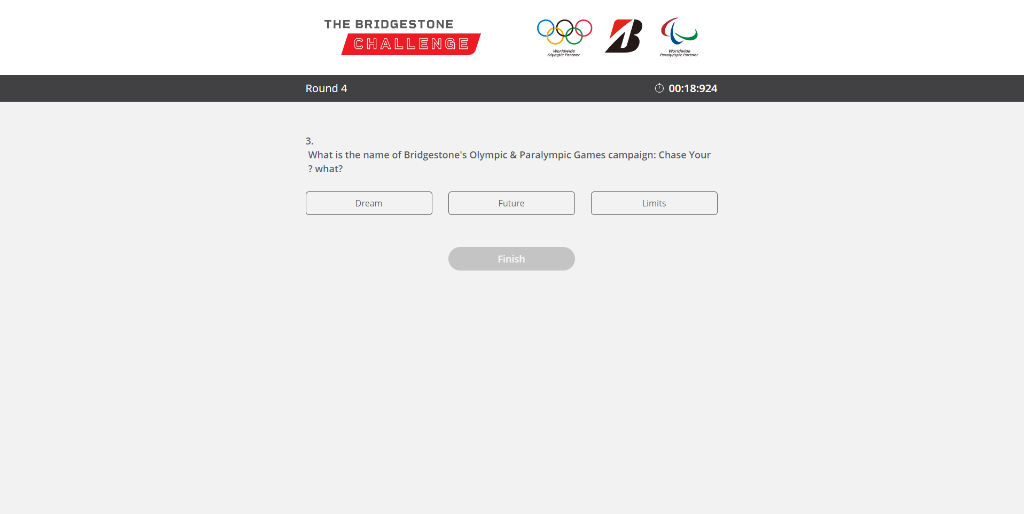 THE BRIDGESTONE
CHALLENGE
Worldwide
Olympic Partner
Worldwide
Paralympic Partner
Round 4
00:18:924
3.
What is the name of Bridgestone's Olympic & Paralympic Games campaign: Chase Your
? what?
Dream
Future
Limits
Finish